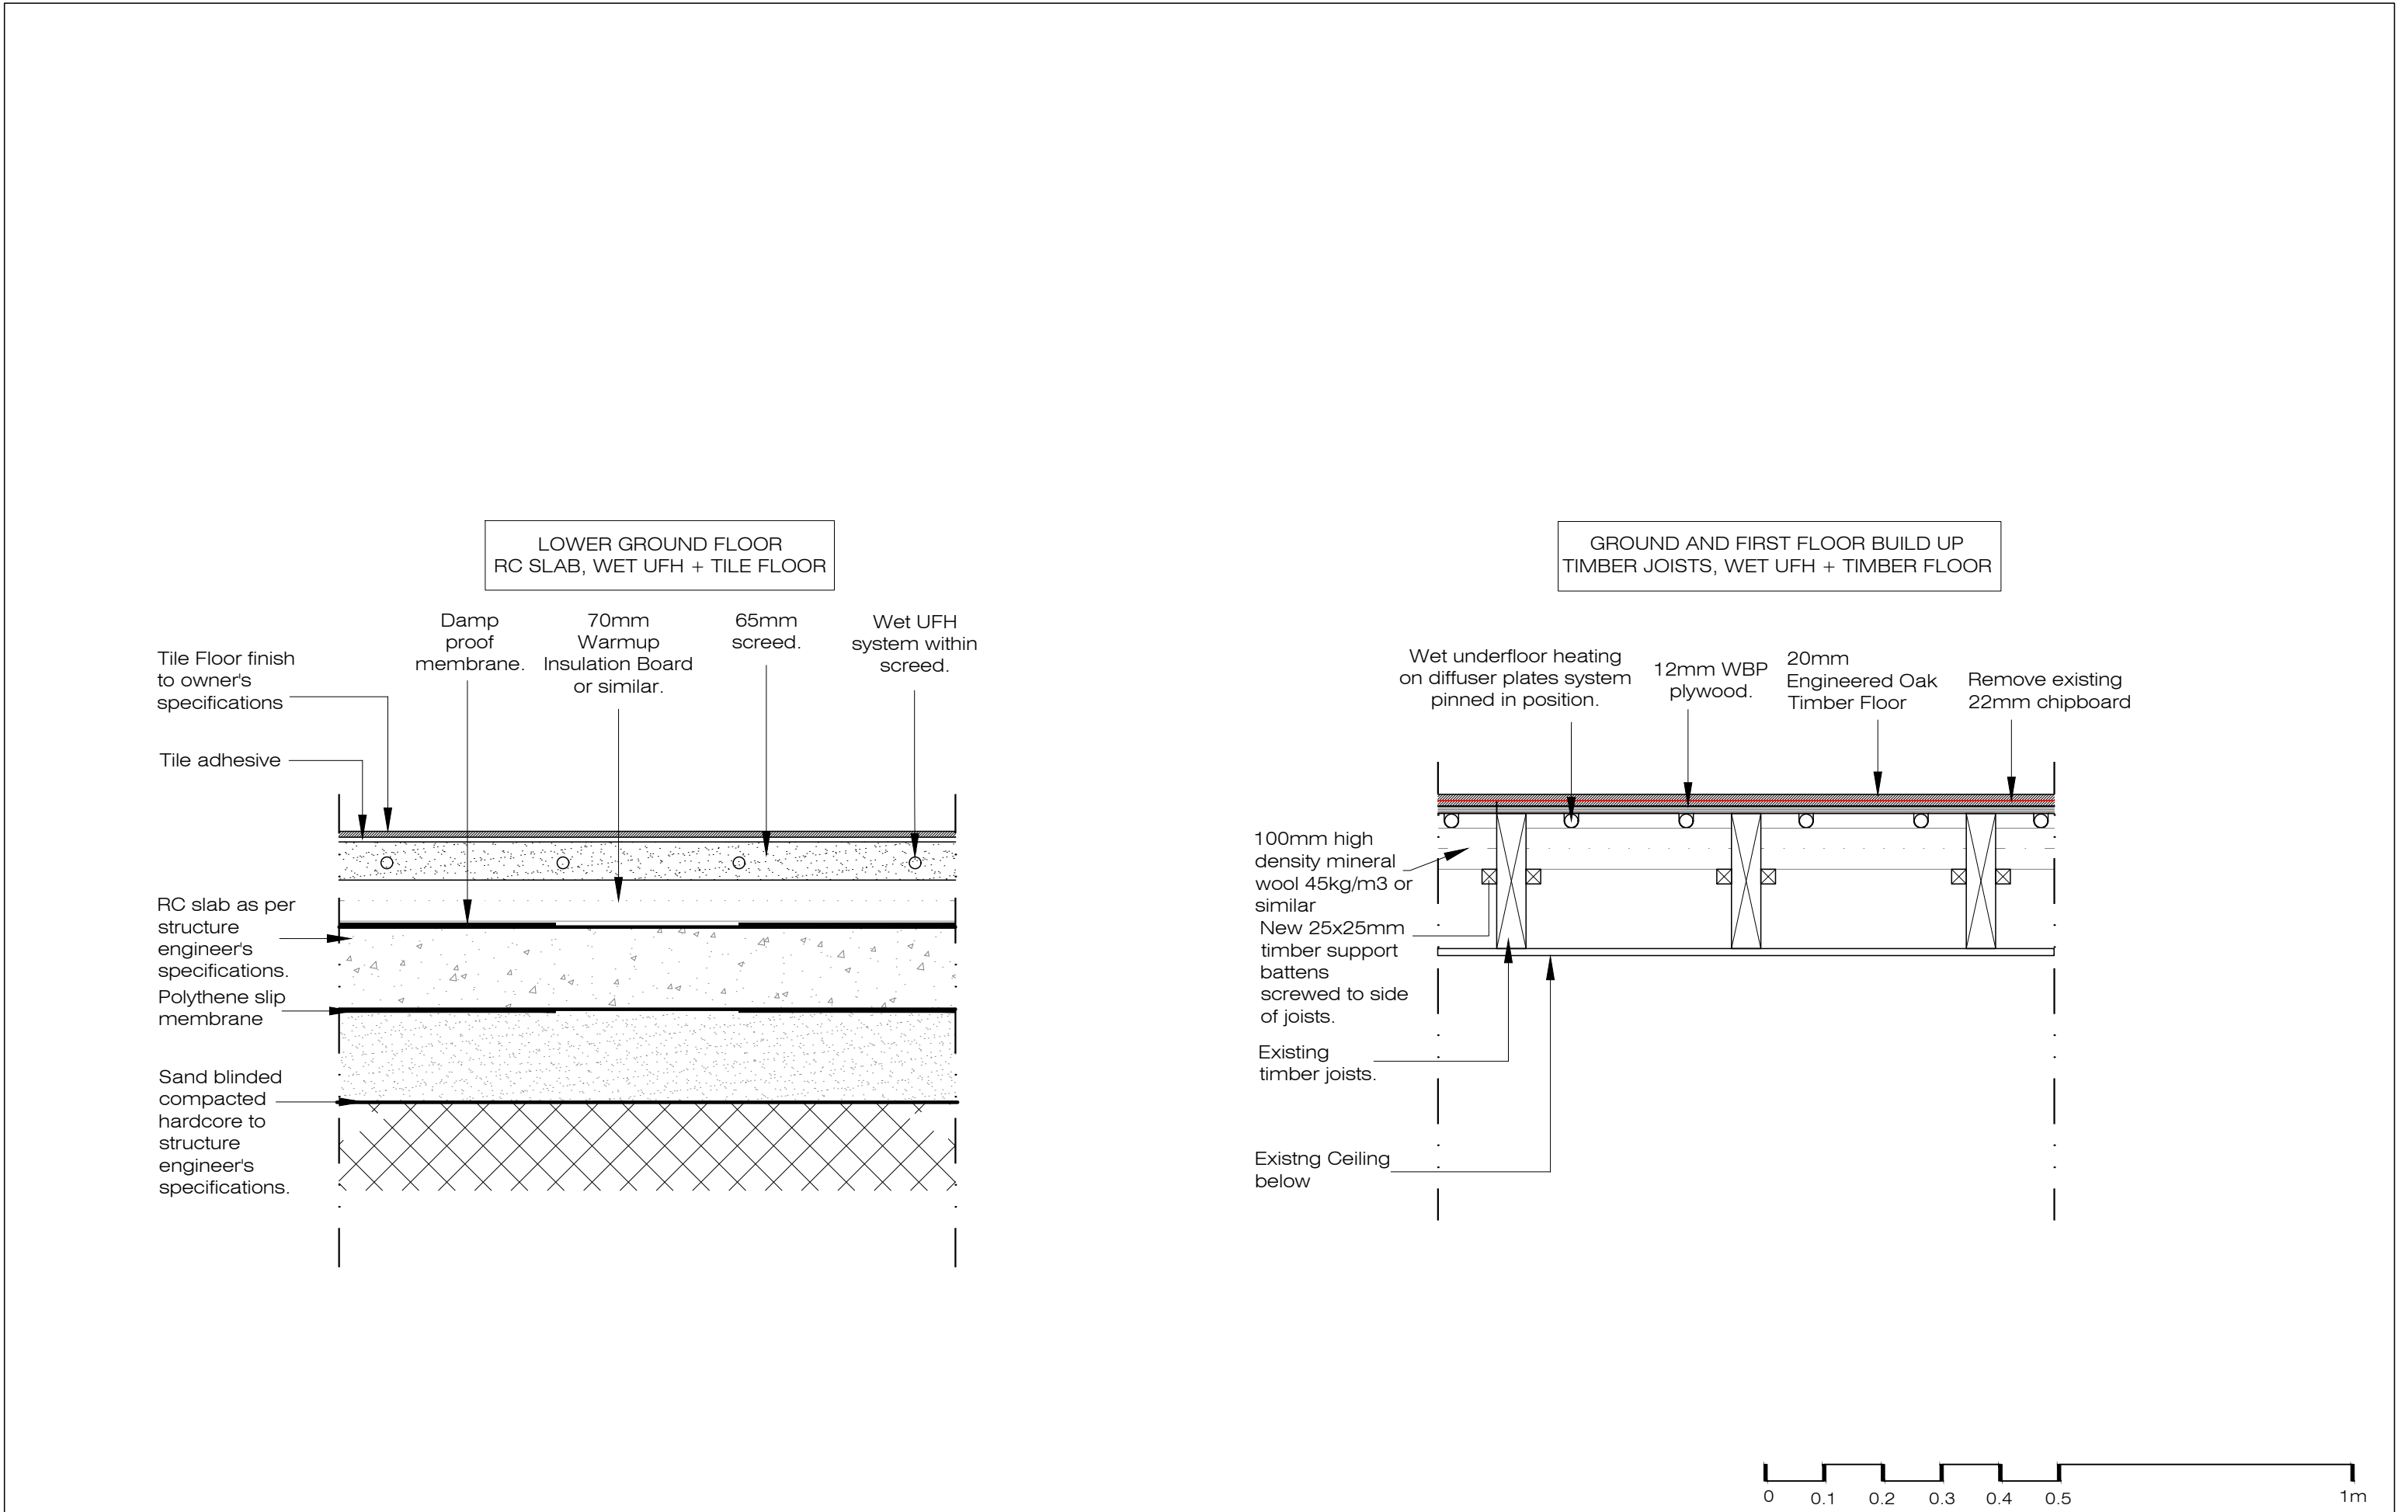 LOWER GROUND FLOOR
RC SLAB, WET UFH + TILE FLOOR
Tile Floor finish
to owner's
specifications
Damp
proof
membrane.
70mm
Warmup
Insulation Board
or similar.
65mm
screed.
Wet UFH
system within
screed.
Tile adhesive
RC slab as per
structure
engineer's
specifications.
Polythene slip
membrane
Sand blinded
compacted
hardcore to
structure
engineer's
specifications.
GROUND AND FIRST FLOOR BUILD UP
TIMBER JOISTS, WET UFH + TIMBER FLOOR
Wet underfloor heating
on diffuser plates system
pinned in position.
12mm WBP
plywood.
20mm
Engineered Oak
Timber Floor
Remove existing
22mm chipboard
100mm high
density mineral
wool 45kg/m3 or
similar
New 25x25mm
timber support
battens
screwed to side
of joists.
Existing
timber joists.
Existng Ceiling
below
0 0.1 0.2 0.3 0.4 0.5 1m